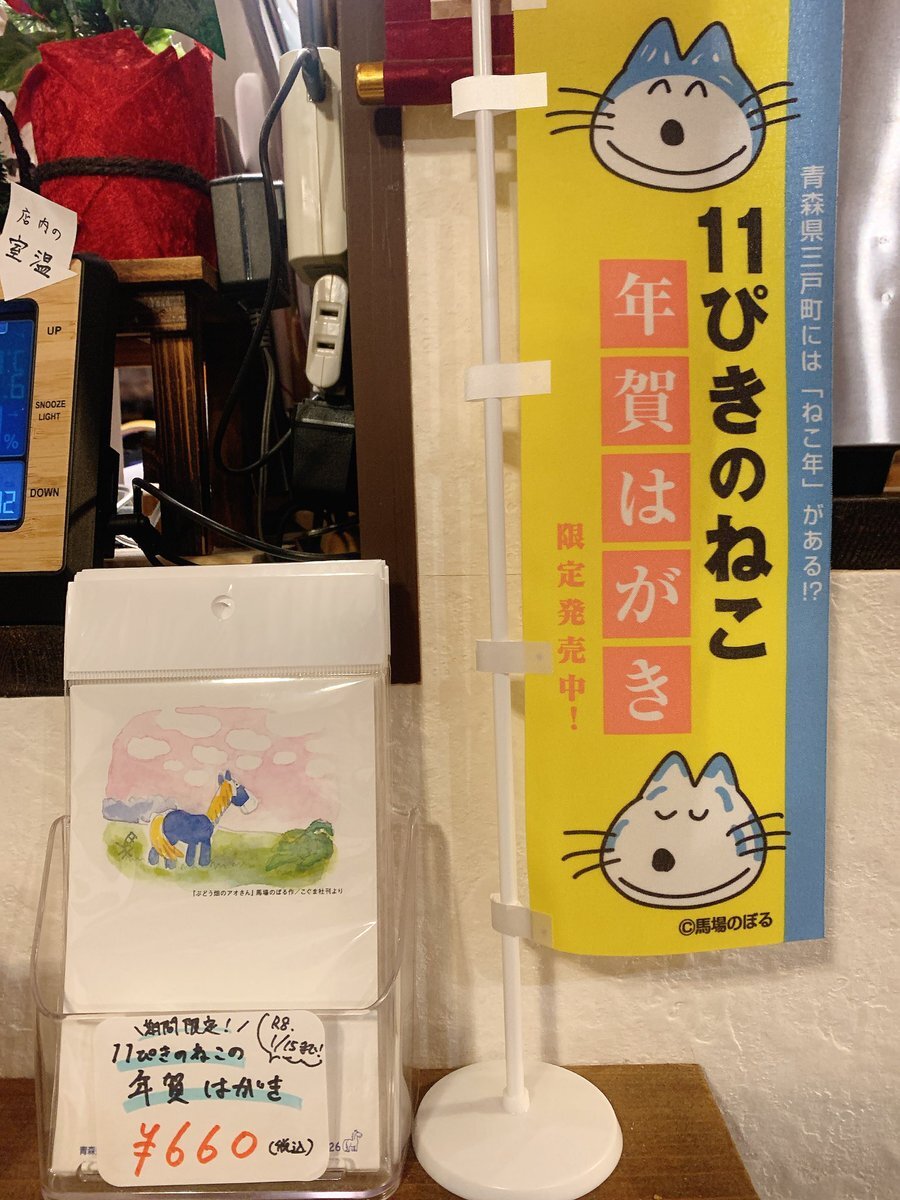 青森県三戸町には「ねこ年」がある!?
11ぴきのねこ
年賀はがき
限定発売中！
©馬場のぼる
店内の
室温
UP
SNOOZE
LIGHT
DOWN
%
「ぶどう畑のアオさん」馬場のぼる作／こぐま社刊より
\期間限定！/
R8.
1/15まで！
11ぴきのねこの
年賀はがき
¥660(税込)
青森
26